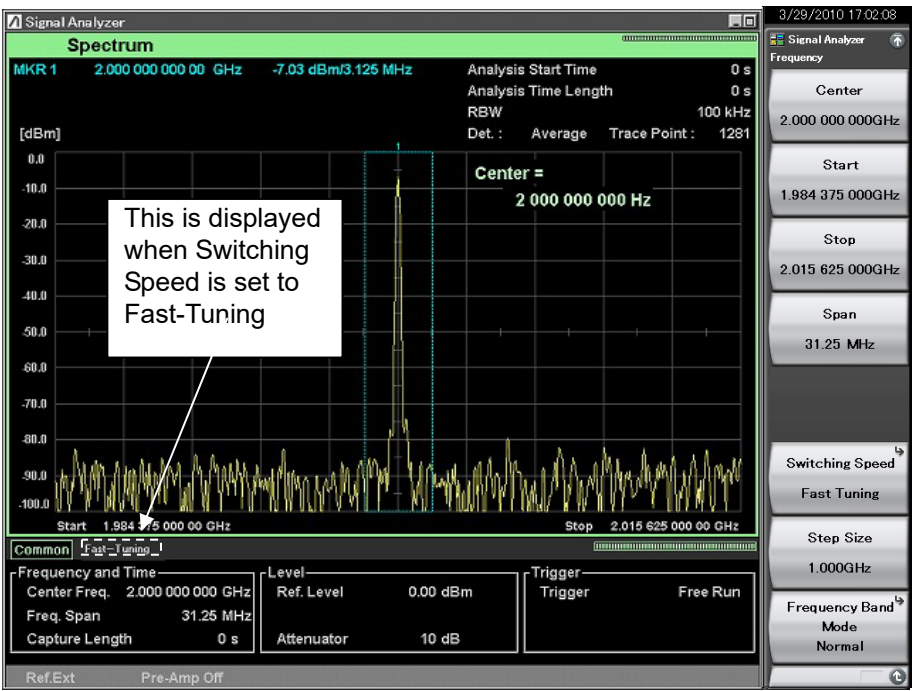 Signal Analyzer
3/29/2010 17:02:08
Spectrum
MKR 1 2.000 000 000 00 GHz -7.03 dBm/3.125 MHz
Analysis Start Time 0 s
Analysis Time Length 0 s
RBW 100 kHz
Det. : Average Trace Point : 1281
[dBm]
1
0.0
-10.0
-20.0
-30.0
-40.0
-50.0
-60.0
-70.0
-80.0
-90.0
-100.0
Center =
2 000 000 000 Hz
This is displayed
when Switching
Speed is set to
Fast-Tuning
Start 1.984 375 000 00 GHz
Stop 2.015 625 000 00 GHz
Common Fast-Tuning
Frequency and Time
Center Freq. 2.000 000 000 GHz
Freq. Span 31.25 MHz
Capture Length 0 s
Level
Ref. Level 0.00 dBm
Attenuator 10 dB
Trigger
Trigger Free Run
Ref.Ext Pre-Amp Off
Signal Analyzer
Frequency
Center
2.000 000 000GHz
Start
1.984 375 000GHz
Stop
2.015 625 000GHz
Span
31.25 MHz
Switching Speed
Fast Tuning
Step Size
1.000GHz
Frequency Band
Mode
Normal